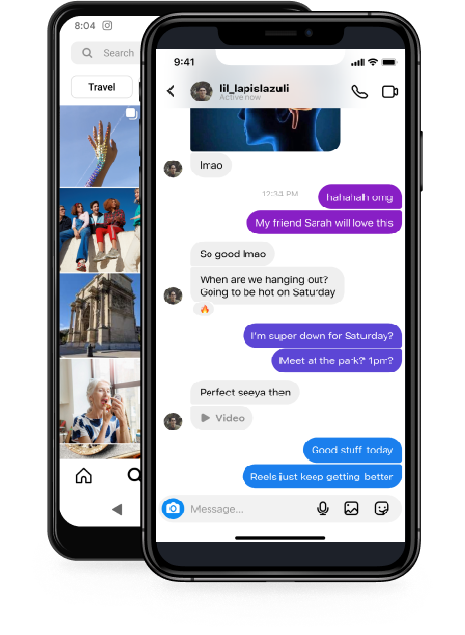 8:04
Search
Travel
9:41
lil_lapislazuli
Active now
lmao
12:33 PM
hahahah omg
My friend Sarah will love this
So good lmao
When are we hanging out?
Going to be hot on Saturday
🔥
I'm super down for Saturday?
Meet at the park? 1pm?
Perfect seeya then
Video
Good stuff today
Reels just keep getting better
Message...